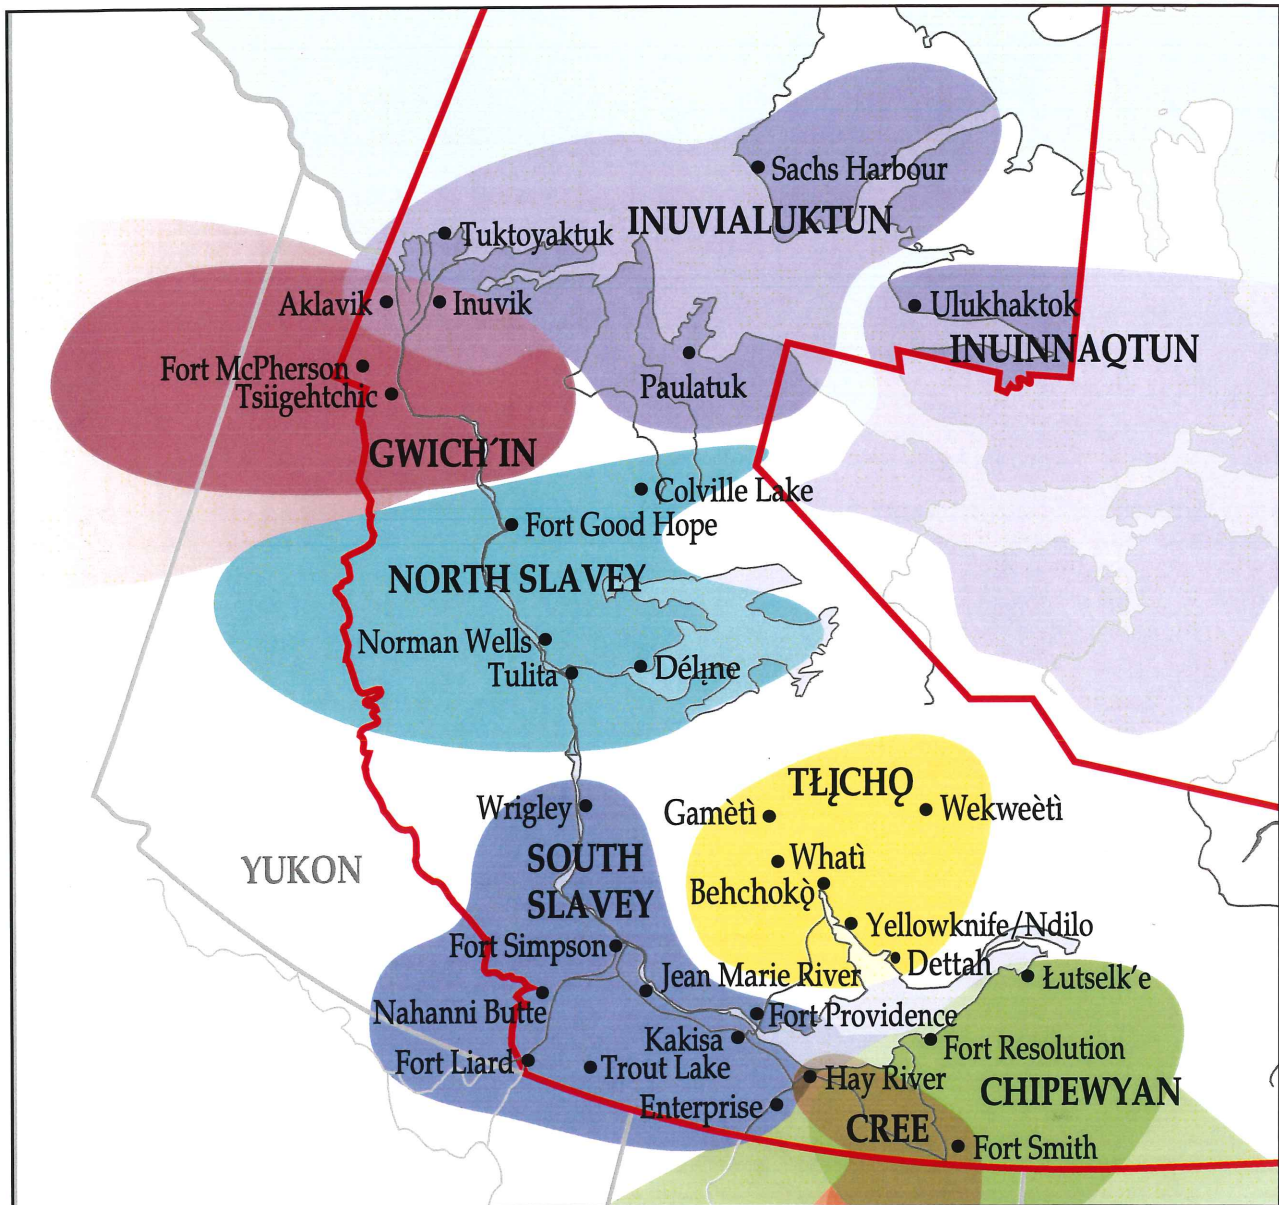 Sachs Harbour
INUVIALUKTUN
Tuktoyaktuk
Aklavik
Inuvik
Ulukhaktok
INUINNAQTUN
Fort McPherson
Tsiigehtchic
Paulatuk
GWICH´IN
Colville Lake
Fort Good Hope
NORTH SLAVEY
Norman Wells
Tulita
Délı̨ne
TŁĮCHǪ
Wrigley
Gamètì
Wekweètì
YUKON
SOUTH
SLAVEY
Whatì
Behchokǫ̀
Yellowknife/Ndilo
Fort Simpson
Dettah
Jean Marie River
Łutselk´e
Nahanni Butte
Fort Providence
Kakisa
Fort Resolution
Fort Liard
Trout Lake
Hay River
CHIPEWYAN
Enterprise
CREE
Fort Smith